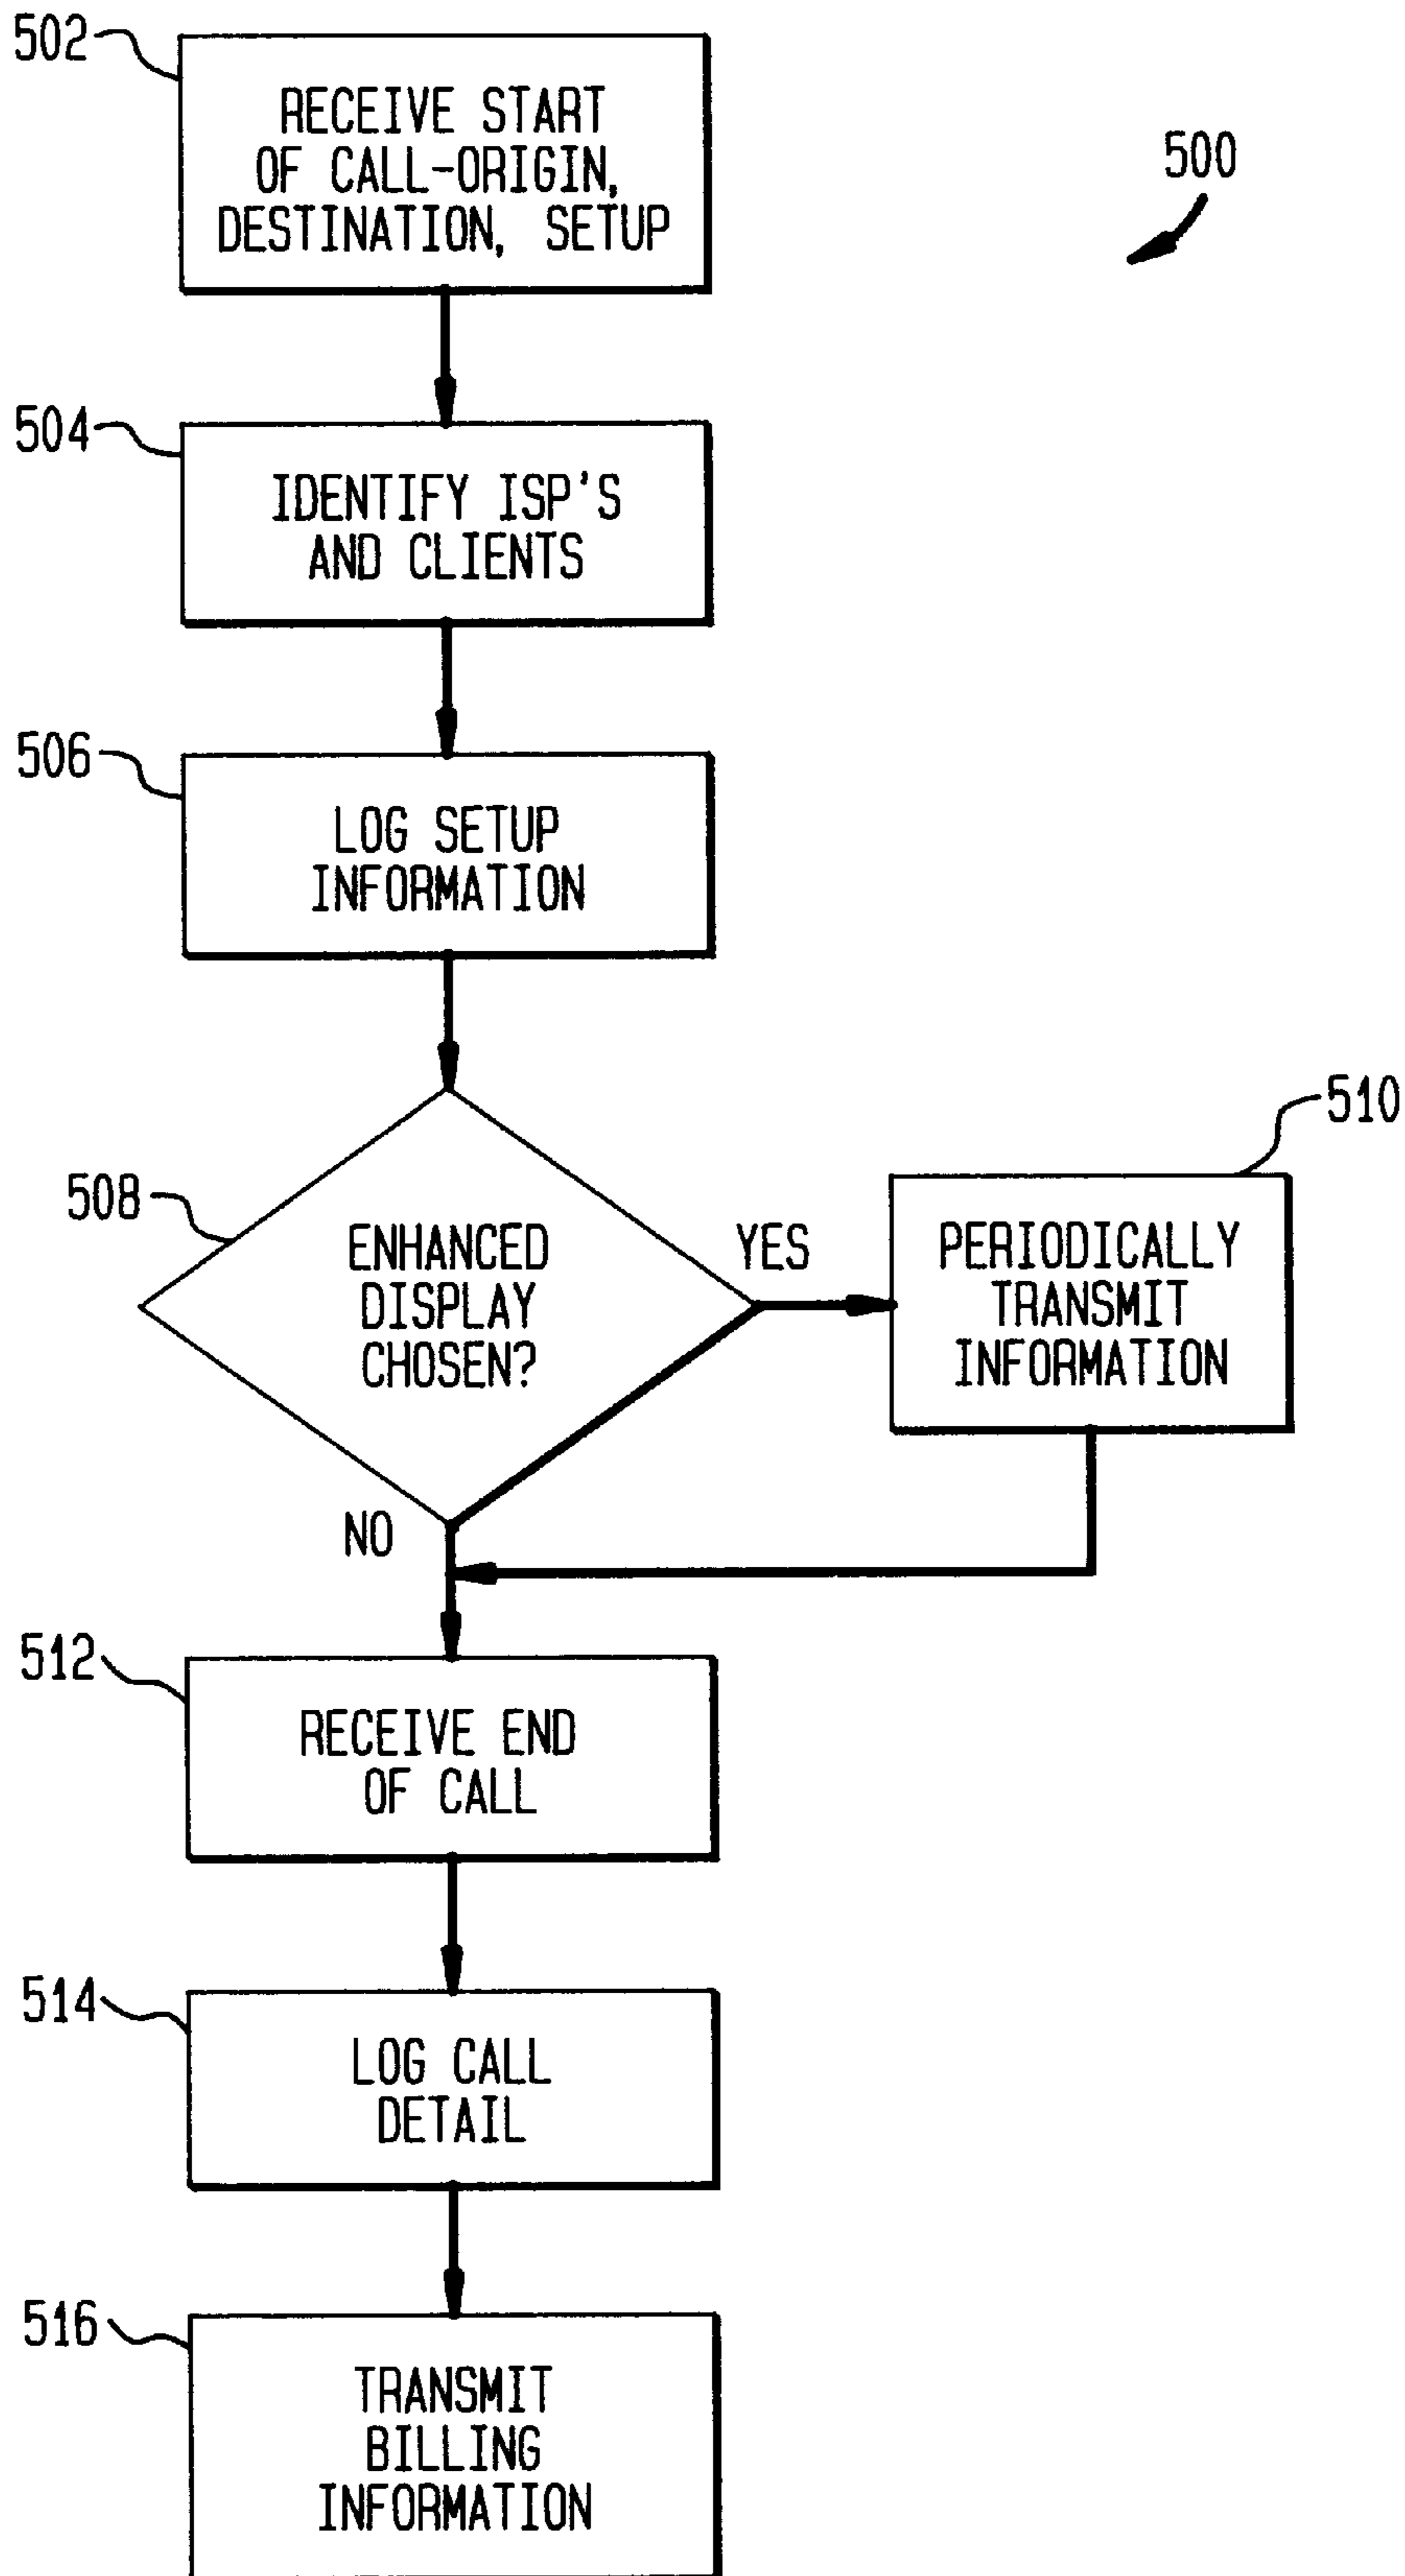 502
RECEIVE START
OF CALL-ORIGIN,
DESTINATION, SETUP
500
504
IDENTIFY ISP'S
AND CLIENTS
506
LOG SETUP
INFORMATION
508
ENHANCED
DISPLAY
CHOSEN?
YES
NO
510
PERIODICALLY
TRANSMIT
INFORMATION
512
RECEIVE END
OF CALL
514
LOG CALL
DETAIL
516
TRANSMIT
BILLING
INFORMATION